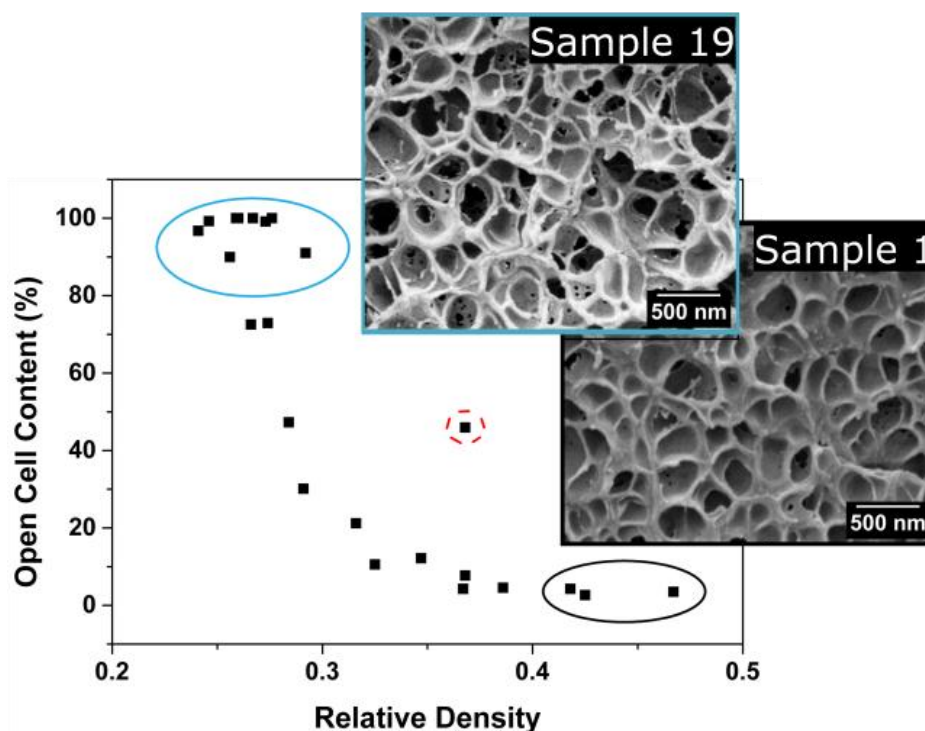 Sample 19
500 nm
Sample 1
500 nm
Open Cell Content (%)
100
80
60
40
20
0
0.2
0.3
0.4
0.5
Relative Density